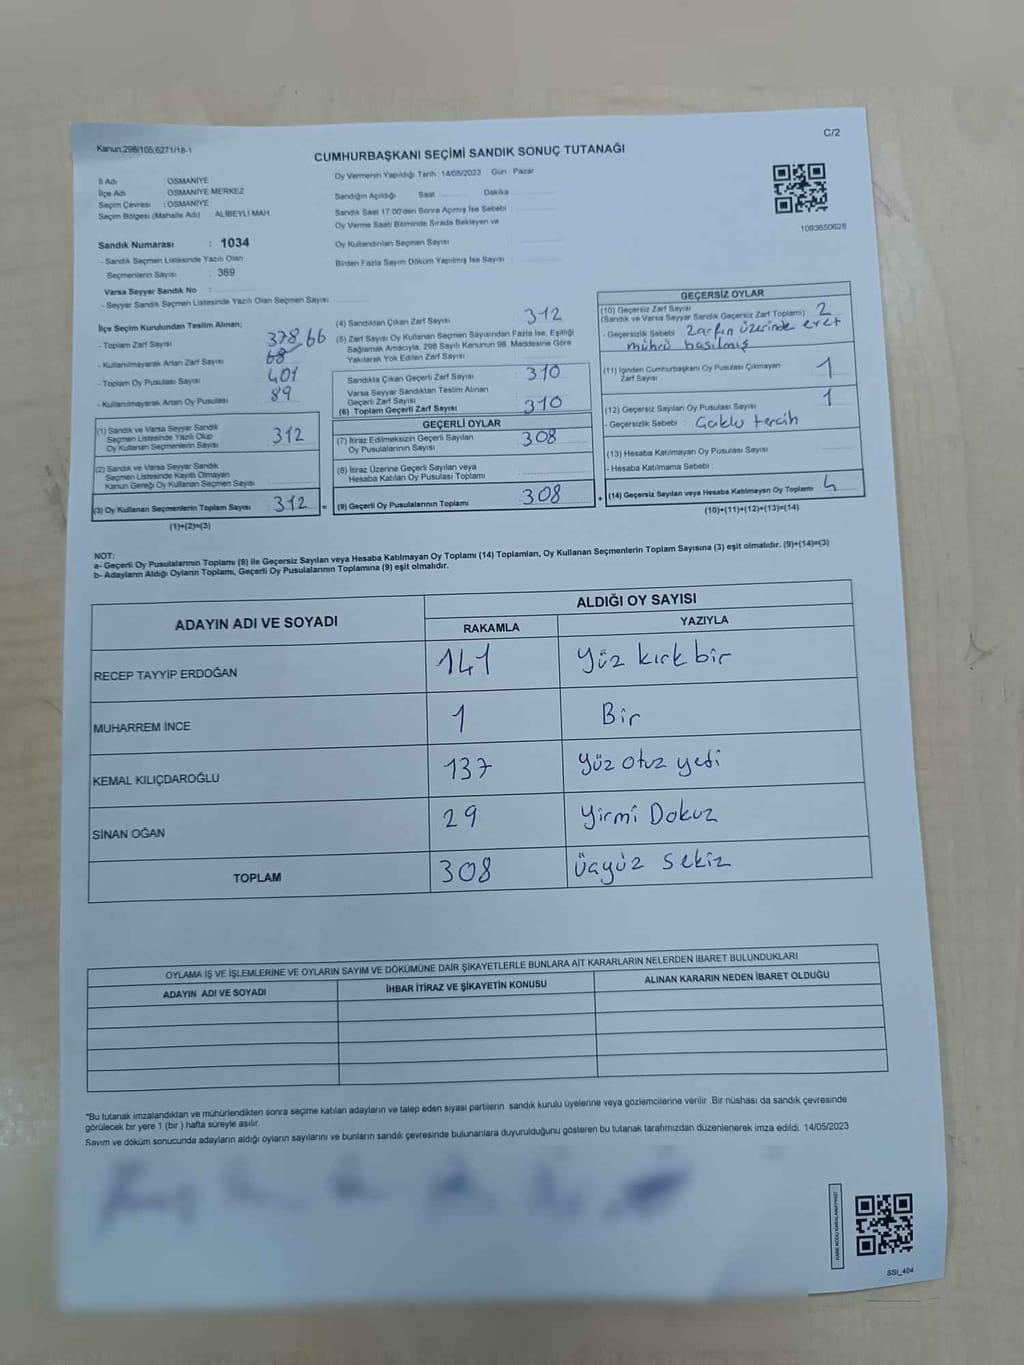 Kanun:298/105;6271/18-1
C/2
CUMHURBAŞKANI SEÇİMİ SANDIK SONUÇ TUTANAĞI
İli Adı OSMANİYE
İlçe Adı : OSMANİYE MERKEZ
Seçim Çevresi : OSMANİYE
Seçim Bölgesi (Mahalle Adı) : ALİBEYLİ MAH.
Sandık Numarası : 1034
- Sandık Seçmen Listesinde Yazılı Olan
Seçmenlerin Sayısı : 369
Varsa Seyyar Sandık No :
- Seyyar Sandık Seçmen Listesinde Yazılı Olan Seçmen Sayısı:
Oy Vermenin Yapıldığı Tarih :14/05/2023 Gün Pazar
Sandığın Açıldığı Saat Dakika
Sandık Saat 17.00'den Sonra Açımış İse Sebebi
Oy Verme Saati Bitiminde Sırada Bekleyen ve
Oy Kullandırılan Seçmen Sayısı :
Birden Fazla Sayım Döküm Yapılmış İse Sayısı :
1093650628
İlçe Seçim Kurulundan Teslim Alınan;
- Toplam Zarf Sayısı 378
- Kullanılmayarak Artan Zarf Sayısı 68 66
- Toplam Oy Pusulası Sayısı 401
- Kullanılmayarak Artan Oy Pusulası 89
(1) Sandık ve Varsa Seyyar Sandık
Seçmen Listesinde Yazılı Olup
Oy Kullanan Seçmenlerin Sayısı : 312
(2) Sandık ve Varsa Seyyar Sandık
Seçmen Listesinde Kayıtlı Olmayan
Kanun Gereği Oy Kullanan Seçmen Sayısı :
(3) Oy Kullanan Seçmenlerin Toplam Sayısı : 312 =
(1)+(2)=(3)
(4) Sandıktan Çıkan Zarf Sayısı : 312
(5) Zarf Sayısı Oy Kullanan Seçmen Sayısından Fazla İse, Eşitliği
Sağlamak Amacıyla, 298 Sayılı Kanunun 98. Maddesine Göre
Yakılarak Yok Edilen Zarf Sayısı
Sandıkta Çıkan Geçerli Zarf Sayısı : 310
Varsa Seyyar Sandıktan Teslim Alınan
Geçerli Zarf Sayısı
(6) Toplam Geçerli Zarf Sayısı : 310
GEÇERLİ OYLAR
(7) İtiraz Edilmeksizin Geçerli Sayılan
Oy Pusulalarının Sayısı : 308
(8) İtiraz Üzerine Geçerli Sayılan veya
Hesaba Katılan Oy Pusulası Toplamı
(9) Geçerli Oy Pusulalarının Toplamı : 308 +
GEÇERSİZ OYLAR
(10) Geçersiz Zarf Sayısı
(Sandık ve Varsa Seyyar Sandık Geçersiz Zarf Toplamı) : 2
- Geçersizlik Sebebi : Zarfın üzerinde evet
mührü basılmış
(11) İçinden Cumhurbaşkanı Oy Pusulası Çıkmayan
Zarf Sayısı : 1
(12) Geçersiz Sayılan Oy Pusulası Sayısı : 1
- Geçersizlik Sebebi : Çoklu tercih
(13) Hesaba Katılmayan Oy Pusulası Sayısı
- Hesaba Katılmama Sebebi :
(14) Geçersiz Sayılan veya Hesaba Katılmayan Oy Toplamı : 4
(10)+(11)+(12)+(13)=(14)
NOT:
a- Geçerli Oy Pusulalarının Toplamı (9) ile Geçersiz Sayılan veya Hesaba Katılmayan Oy Toplamı (14) Toplamları, Oy Kullanan Seçmenlerin Toplam Sayısına (3) eşit olmalıdır. (9)+(14)=(3)
b- Adayların Aldığı Oyların Toplamı, Geçerli Oy Pusulalarının Toplamına (9) eşit olmalıdır.
ADAYIN ADI VE SOYADI ALDIĞI OY SAYISI
RAKAMLA YAZIYLA
RECEP TAYYİP ERDOĞAN 141 Yüz kırk bir
MUHARREM İNCE 1 Bir
KEMAL KILIÇDAROĞLU 137 Yüz otuz yedi
SİNAN OĞAN 29 Yirmi Dokuz
TOPLAM 308 Üçyüz sekiz
OYLAMA İŞ VE İŞLEMLERİNE VE OYLARIN SAYIM VE DÖKÜMÜNE DAİR ŞİKAYETLERLE BUNLARA AİT KARARLARIN NELERDEN İBARET BULUNDUKLARI
ADAYIN ADI VE SOYADI İHBAR İTİRAZ VE ŞİKAYETİN KONUSU ALINAN KARARIN NEDEN İBARET OLDUĞU
*Bu tutanak imzalandıktan ve mühürlendikten sonra seçime katılan adayların ve talep eden siyasi partilerin sandık kurulu üyelerine veya gözlemcilerine verilir .Bir nüshası da sandık çevresinde
görülecek bir yere 1 (bir ) hafta süreyle asılır.
Sayım ve döküm sonucunda adayların aldığı oyların sayılarını ve bunların sandık çevresinde bulunanlara duyurulduğunu gösteren bu tutanak tarafımızdan düzenlenerek imza edildi. 14/05/2023
KARE KODU KARALAMAYINIZ!
SSI_404